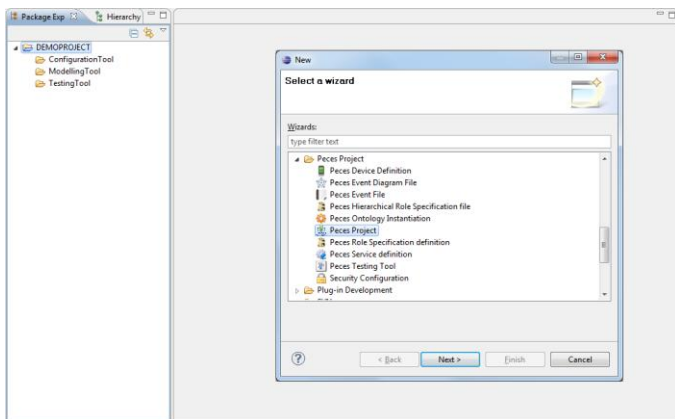 Package Exp
Hierarchy
DEMOPROJECT
ConfigurationTool
ModellingTool
TestingTool
New
Select a wizard
Wizards:
type filter text
Peces Project
Peces Device Definition
Peces Event Diagram File
Peces Event File
Peces Hierarchical Role Specification file
Peces Ontology Instantiation
Peces Project
Peces Role Specification definition
Peces Service definition
Peces Testing Tool
Security Configuration
Plug-in Development
< Back
Next >
Finish
Cancel